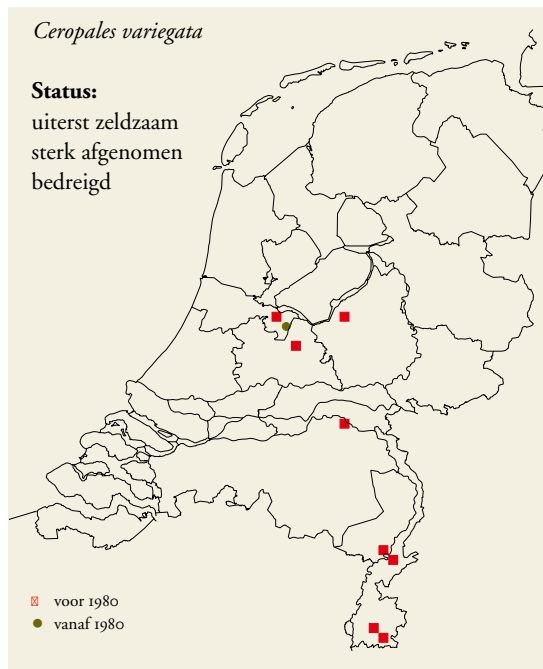 Ceropales variegata
Status:
uiterst zeldzaam
sterk afgenomen
bedreigd
voor 1980
vanaf 1980